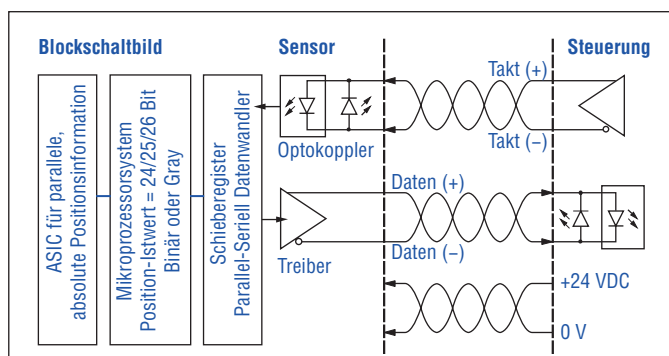 Blockschaltbild
Sensor
Steuerung
ASIC für parallele,
absolute Positionsinformation
Mikroprozessorsystem
Position-Istwert = 24/25/26 Bit
Binär oder Gray
Schieberegister
Parallel-Seriell Datenwandler
Optokoppler
Treiber
Takt (+)
Takt (−)
Daten (+)
Daten (−)
+24 VDC
0 V